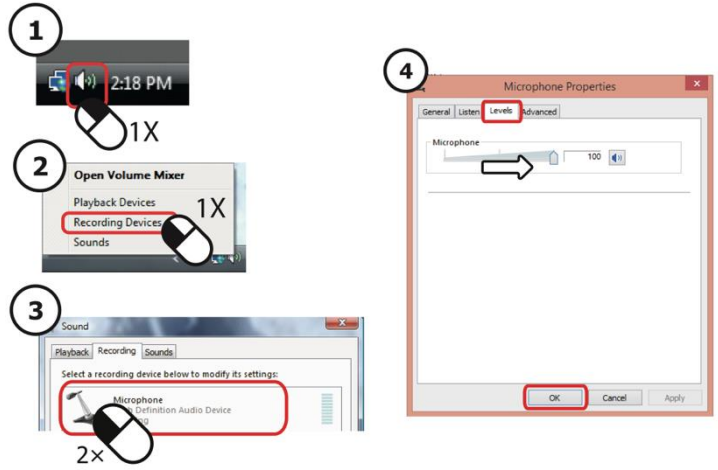 1
2:18 PM
1X
2
Open Volume Mixer
Playback Devices
Recording Devices
1X
Sounds
3
Sound
Playback Recording Sounds
Select a recording device below to modify its settings:
Microphone
Definition Audio Device
2×
4
Microphone Properties
General Listen Levels Advanced
Microphone
100
OK Cancel Apply